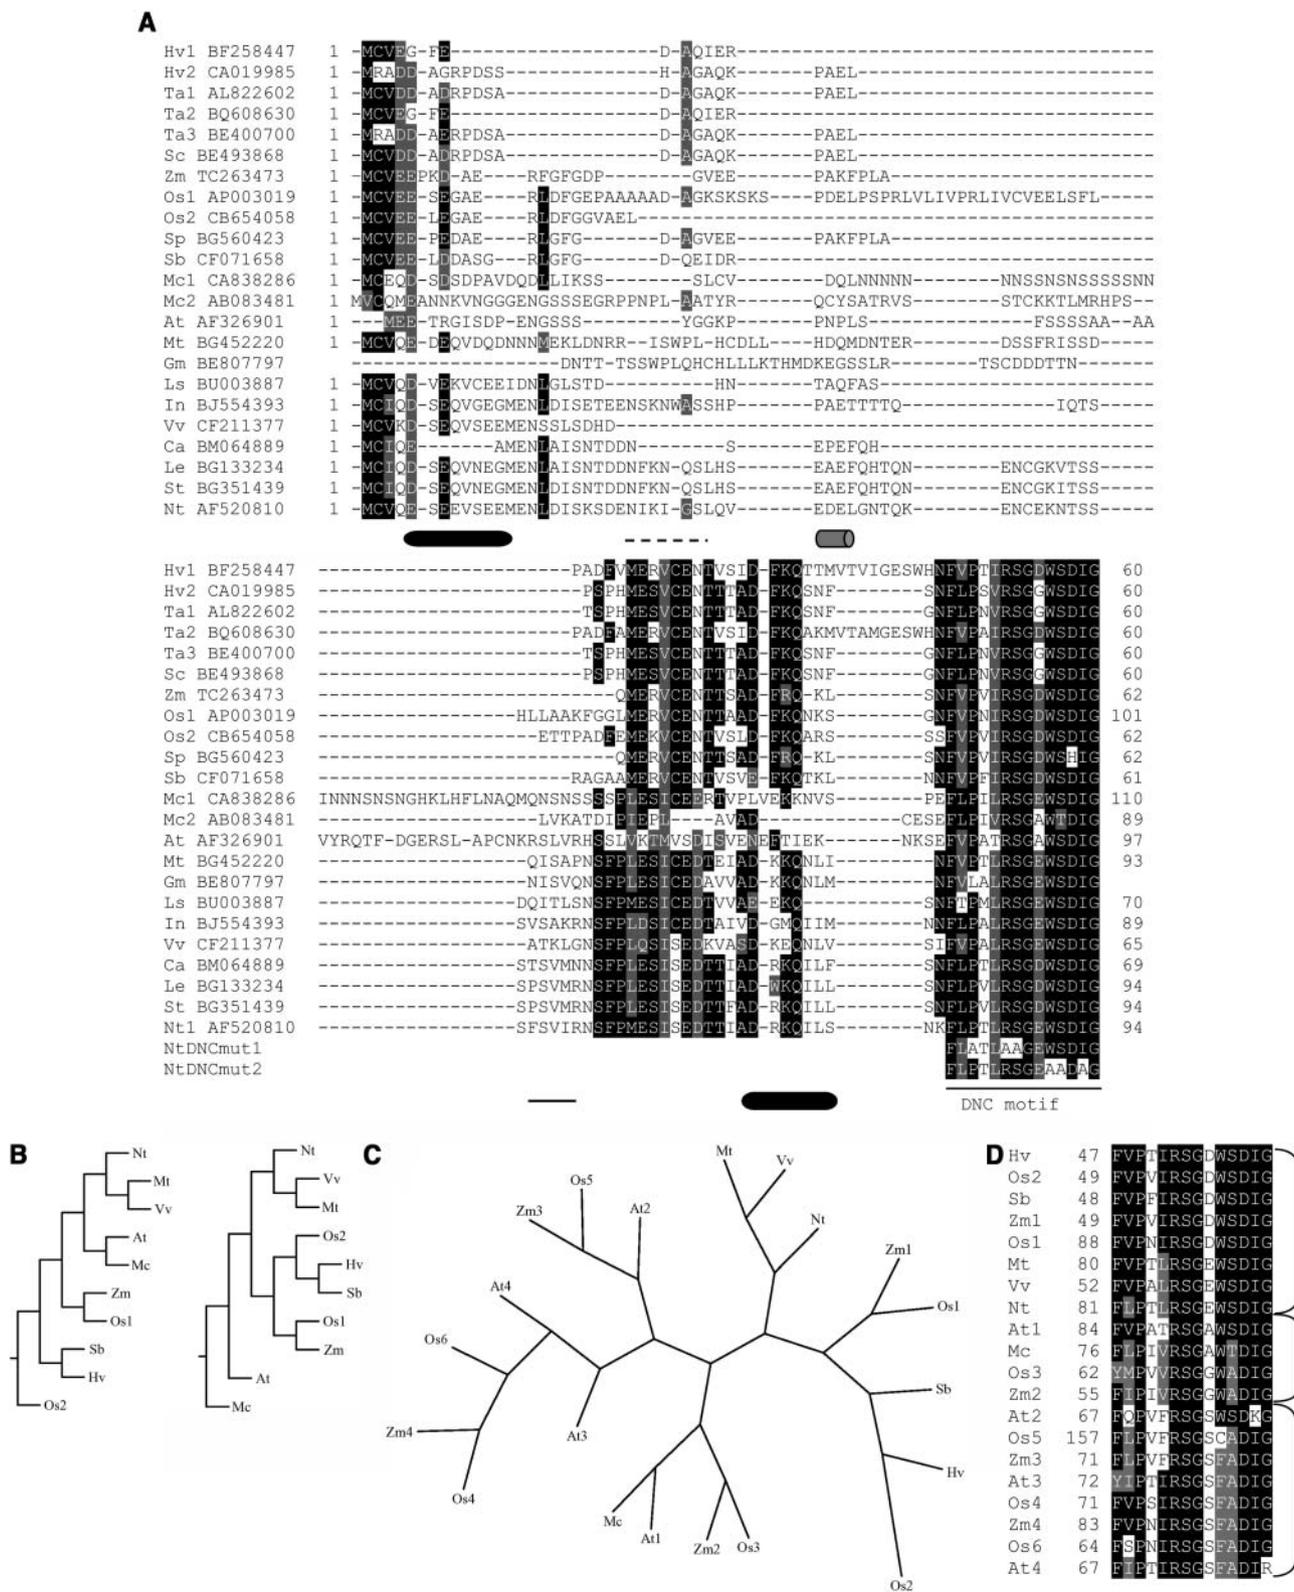 A
Hv1 BF258447 1 -MCVEG-FE-------------------D-AQIER--------------------------------------
Hv2 CA019985 1 -MRADD-AGRPDSS--------------H-AGAQK-------PAEL---------------------------
Ta1 AL822602 1 -MCVDD-ADRPDSA--------------D-AGAQK-------PAEL---------------------------
Ta2 BQ608630 1 -MCVEG-FE-------------------D-AQIER--------------------------------------
Ta3 BE400700 1 -MRADD-AERPDSA--------------D-AGAQK-------PAEL---------------------------
Sc BE493868 1 -MCVDD-ADRPDSA--------------D-AGAQK-------PAEL---------------------------
Zm TC263473 1 -MCVEEPKD-AE----RFGFGDP--------GVEE-------PAKFPLA------------------------
Os1 AP003019 1 -MCVEE-SEGAE----RLDFGEPAAAAAD-AGKSKSKS----PDELPSPRLVLIVPRLIVCVEELSFL-----
Os2 CB654058 1 -MCVEE-LEGAE----RLDFGGVAEL-----------------------------------------------
Sp BG560423 1 -MCVEE-PEDAE----RLGFG-------D-AGVEE-------PAKFPLA------------------------
Sb CF071658 1 -MCVEE-LDDASG---RLGFG-------D-QEIDR--------------------------------------
Mc1 CA838286 1 -MCEQD-SDSDPAVDQDLLIKSS--------SLCV--------DQLNNNNN--------NNSSNSNSSSSSNN
Mc2 AB083481 1 MVCQMEANNKVNGGGENGSSSEGRPPNPL-AATYR-------QCYSATRVS--------STCKKTLMRHPS--
At AF326901 1 ---MEE-TRGISDP-ENGSSS---------YGGKP-------PNPLS---------------FSSSSAA--AA
Mt BG452220 1 -MCVQE-DEQVDQDNNNMEKLDNRR--ISWPL-HCDLL----HDQMDNTER--------DSSFRISSD-----
Gm BE807797 -------------------DNTT-TSSWPLQHCHLLLKTHMDKEGSSLR--------TSCDDDTTN-------
Ls BU003887 1 -MCVQD-VEKVCEEIDNLGLSTD----------HN-------TAQFAS-------------------------
In BJ554393 1 -MCIQD-SEQVGEGMENLDISETEENSKNWASSHP-------PAETTTTQ--------------IQTS-----
Vv CF211377 1 -MCVKD-SEQVSEEMENSSLSDHD-------------------------------------------------
Ca BM064889 1 -MCIQE-------AMENLAISNTDDN--------S-------EPEFQH-------------------------
Le BG133234 1 -MCIQD-SEQVNEGMENLAISNTDDNFKN-QSLHS-------EAEFQHTQN--------ENCGKVTSS-----
St BG351439 1 -MCIQD-SEQVNEGMENLDISNTDDNFKN-QSLHS-------EAEFQHTQN--------ENCGKITSS-----
Nt AF520810 1 -MCVQE-SEEVSEEMENLDISKSDENIKI-GSLQV-------EDELGNTQK--------ENCEKNTSS-----
Hv1 BF258447 -----------------------PADFVMERVCENTVSID-FKQTTMVTVIGESWHNFVPTIRSGDWSDIG 60
Hv2 CA019985 ------------------------PSPHMESVCENTTTAD-FKQSNF--------GNFLPSVRSGGWSDIG 60
Ta1 AL822602 ------------------------TSPHMESVCENTTTAD-FKQSNF--------GNFLPNVRSGGWSDIG 60
Ta2 BQ608630 -----------------------PADFAMERVCENTVSID-FKQAKMVTAMGESWHNFVPAIRSGDWSDIG 60
Ta3 BE400700 ------------------------TSPHMESVCENTTTAD-FKQSNF--------GNFLPNVRSGGWSDIG 60
Sc BE493868 ------------------------PSPHMESVCENTTTAD-FKQSNF--------GNFLPNVRSGGWSDIG 60
Zm TC263473 ---------------------------QMERVCENTTSAD-FRQ-KL--------SNFVPVIRSGDWSDIG 62
Os1 AP003019 ------------------HLLAAKFGGLMERVCENTTAAD-FKQNKS--------GNFVPNIRSGDWSDIG 101
Os2 CB654058 --------------------ETTPADFEMEKVCENTVSLD-FKQARS--------SSFVPVIRSGDWSDIG 62
Sp BG560423 ---------------------------QMERVCENTTSAD-FRQ-KL--------SNFVPVIRSGDWSHIG 62
Sb CF071658 -----------------------RAGAAMERVCENTVSVE-FKQTKL--------NNFVPFIRSGDWSDIG 61
Mc1 CA838286 INNNSNSNGHKLHFLNAQMQNSNSSSSPLESICEERTVPLVEKKNVS--------PEFLPILRSGEWSDIG 110
Mc2 AB083481 --------------------LVKATDIPIEPL----AVAD-------------CESEFLPIVRSGAWTDIG 89
At AF326901 VYRQTF-DGERSL-APCNKRSLVRHSSLVKTMVSDISVENEFTIEK-------NKSEFVPATRSGAWSDIG 97
Mt BG452220 -------------------QISAPNSFPLESICEDTEIAD-KKQNLI---------NFVPTLRSGEWSDIG 93
Gm BE807797 -------------------NISVQNSFPLESICEDAVVAD-KKQNLM---------NFVLALRSGEWSDIG
Ls BU003887 ------------------DQITLSNSFPMESICEDTVVAE-EKQ-----------SNFTPMLRSGEWSDIG 70
In BJ554393 ------------------SVSAKRNSFPLDSICEDTAIVD-GMQIIM--------NNFLPALRSGEWSDIG 89
Vv CF211377 -------------------ATKLGNSFPLQSISEDKVASD-KEQNLV--------SIFVPALRSGEWSDIG 65
Ca BM064889 ------------------STSVMNNSFPLESISEDTTIAD-RKQILF--------SNFLPTLRSGDWSDIG 69
Le BG133234 ------------------SPSVMRNSFPLESISEDTTIAD-WKQILL--------SNFLPVLRSGDWSDIG 94
St BG351439 ------------------SPSVMRNSFPLESISEDTTFAD-RKQILL--------SNFLPVLRSGDWSDIG 94
Nt1 AF520810 ------------------SFSVIRNSFPMESISEDTTIAD-RKQILS--------NKFLPTLRSGEWSDIG 94
NtDNCmut1 FLATLAAGEWSDIG
NtDNCmut2 FLPTLRSGEAADAG
DNC motif
B
Nt
Mt
Vv
At
Mc
Zm
Os1
Sb
Hv
Os2
Nt
Vv
Mt
Os2
Hv
Sb
Os1
Zm
At
Mc
C
Mt
Vv
Os5
Zm3
At2
Nt
Zm1
At4
Os1
Os6
Sb
Zm4
At3
Hv
Os4
Mc
At1
Zm2
Os3
Os2
D
Hv 47 FVPTIRSGDWSDIG
Os2 49 FVPVIRSGDWSDIG
Sb 48 FVPFIRSGDWSDIG
Zm1 49 FVPVIRSGDWSDIG
Os1 88 FVPNIRSGDWSDIG
Mt 80 FVPTLRSGEWSDIG
Vv 52 FVPALRSGEWSDIG
Nt 81 FLPTLRSGEWSDIG
At1 84 FVPATRSGAWSDIG
Mc 76 FLPIVRSGAWTDIG
Os3 62 YMPVVRSGGWADIG
Zm2 55 FIPIVRSGGWADIG
At2 67 FQPVFRSGSWSDKG
Os5 157 FLPVFRSGSCADIG
Zm3 71 FLPVFRSGSFADIG
At3 72 YIPTIRSGSFADIG
Os4 71 FVPSIRSGSFADIG
Zm4 83 FVPNIRSGSFADIG
Os6 64 FSPNIRSGSFADIG
At4 67 FIPTIRSGSFADIR